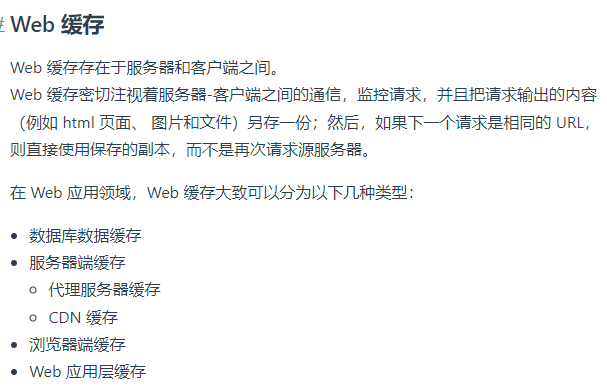 # Web 缓存
Web 缓存存在于服务器和客户端之间。
Web 缓存密切注视着服务器-客户端之间的通信，监控请求，并且把请求输出的内容
（例如 html 页面、 图片和文件）另存一份；然后，如果下一个请求是相同的 URL，
则直接使用保存的副本，而不是再次请求源服务器。
在 Web 应用领域，Web 缓存大致可以分为以下几种类型：
• 数据库数据缓存
• 服务器端缓存
◦ 代理服务器缓存
◦ CDN 缓存
• 浏览器端缓存
• Web 应用层缓存